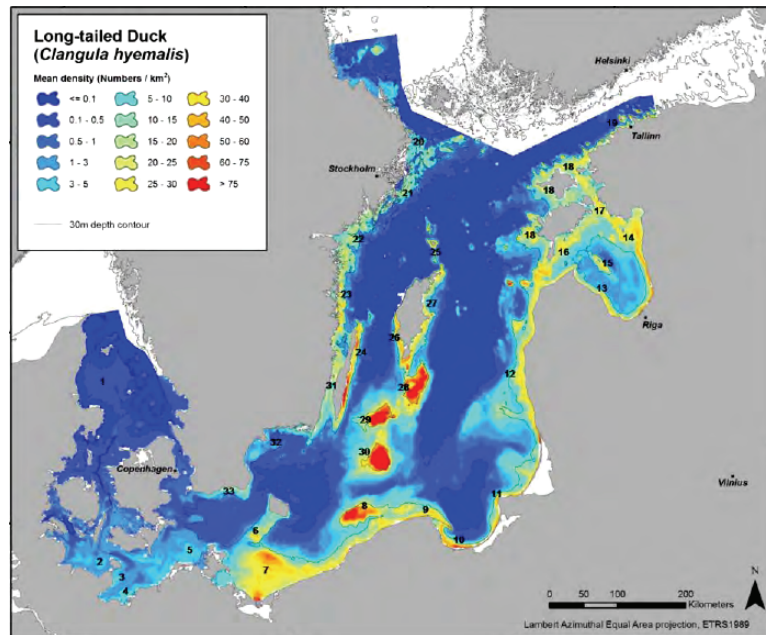 Long-tailed Duck
(Clangula hyemalis)
Mean density (Numbers / km²)
<= 0.1
0.1 - 0.5
0.5 - 1
1 - 3
3 - 5
5 - 10
10 - 15
15 - 20
20 - 25
25 - 30
30 - 40
40 - 50
50 - 60
60 - 75
> 75
30m depth contour
Helsinki
19
Tallinn
20
Stockholm
18
18
21
17
22
18
14
25
16
15
23
13
27
Riga
26
24
12
31
28
29
32
30
Copenhagen
Vilnius
33
11
8
9
6
10
5
2
7
3
4
1
N
0
100
200
Kilometers
Lambert Azimuthal Equal Area projection, ETRS1989